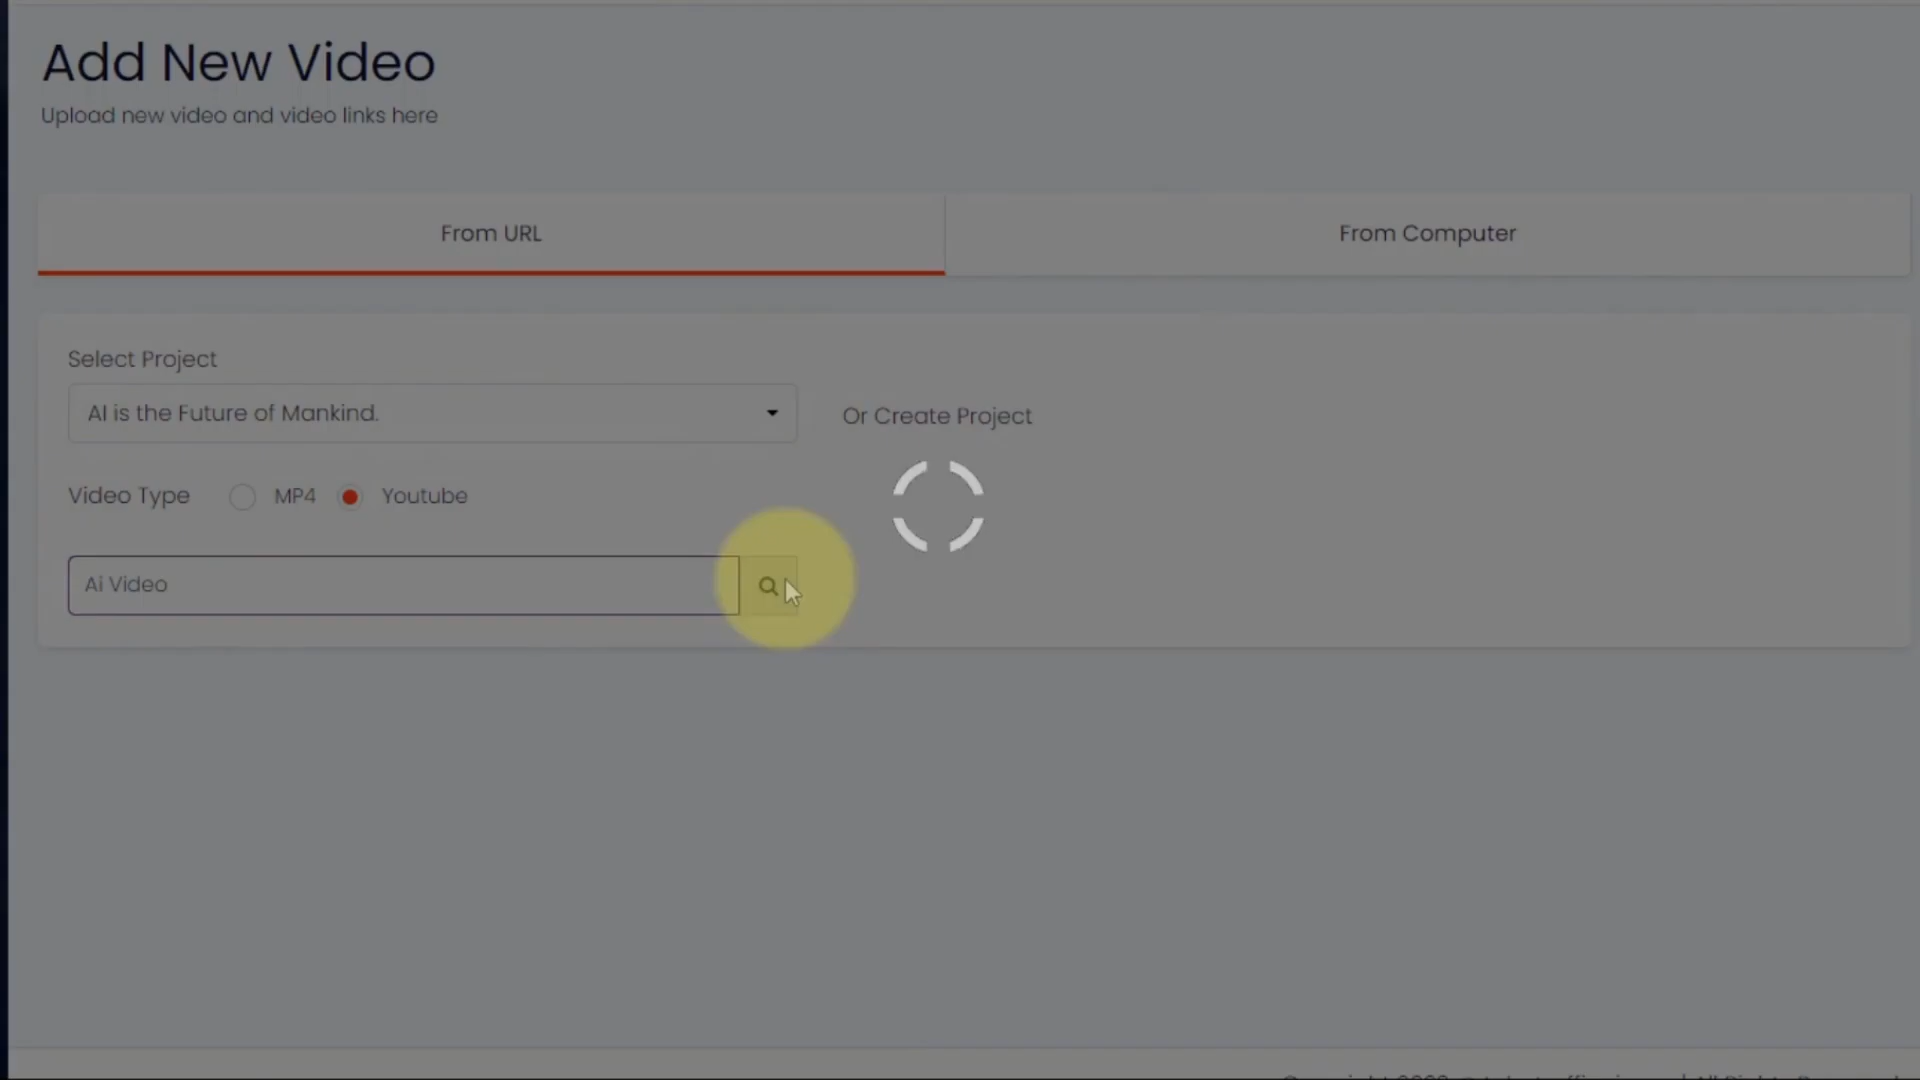 Add New Video
Upload new video and video links here
From URL
From Computer
Select Project
AI is the Future of Mankind.
Or Create Project
Video Type
MP4
Youtube
Ai Video